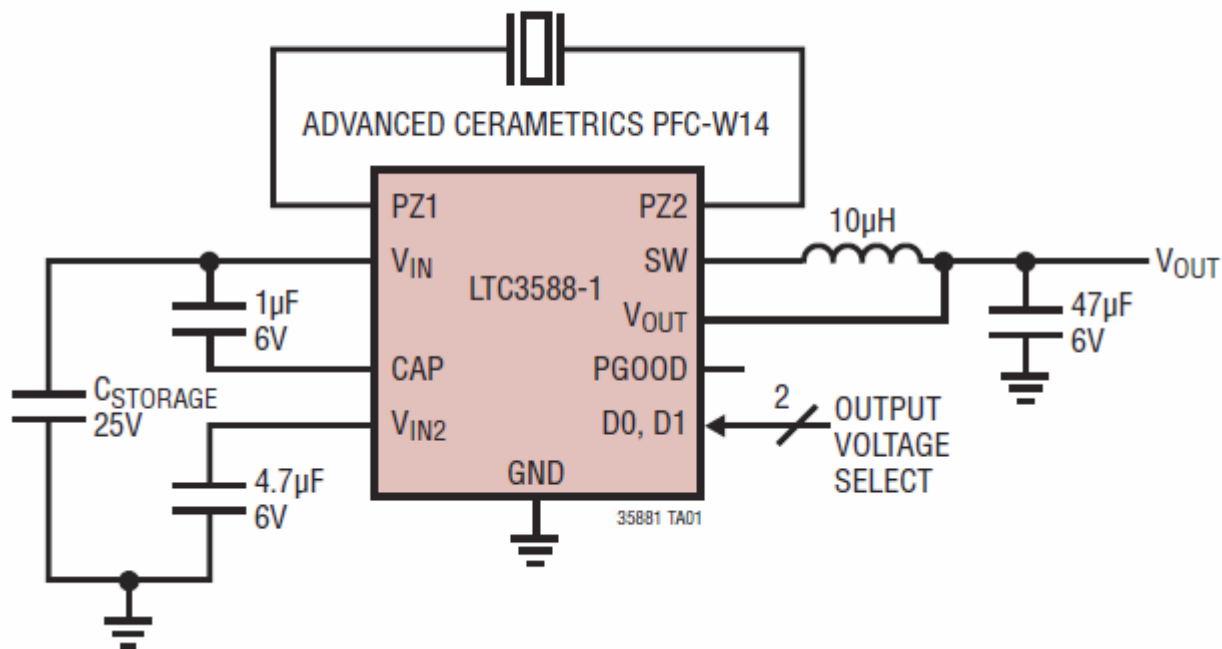 ADVANCED CERAMETRICS PFC-W14
PZ1
PZ2
10µH
VIN
SW
VOUT
LTC3588-1
1µF
6V
VOUT
47µF
6V
CAP
PGOOD
CSTORAGE
25V
2
VIN2
D0, D1
OUTPUT
VOLTAGE
SELECT
4.7µF
6V
GND
35881 TA01